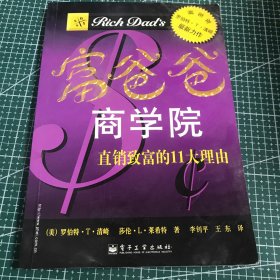 Rich Dad's
富爸爸
商学院
直销致富的11大理由
(美) 罗伯特·T·清崎 莎伦·L·莱希特 著 李钊平 王东 译
电子工业出版社